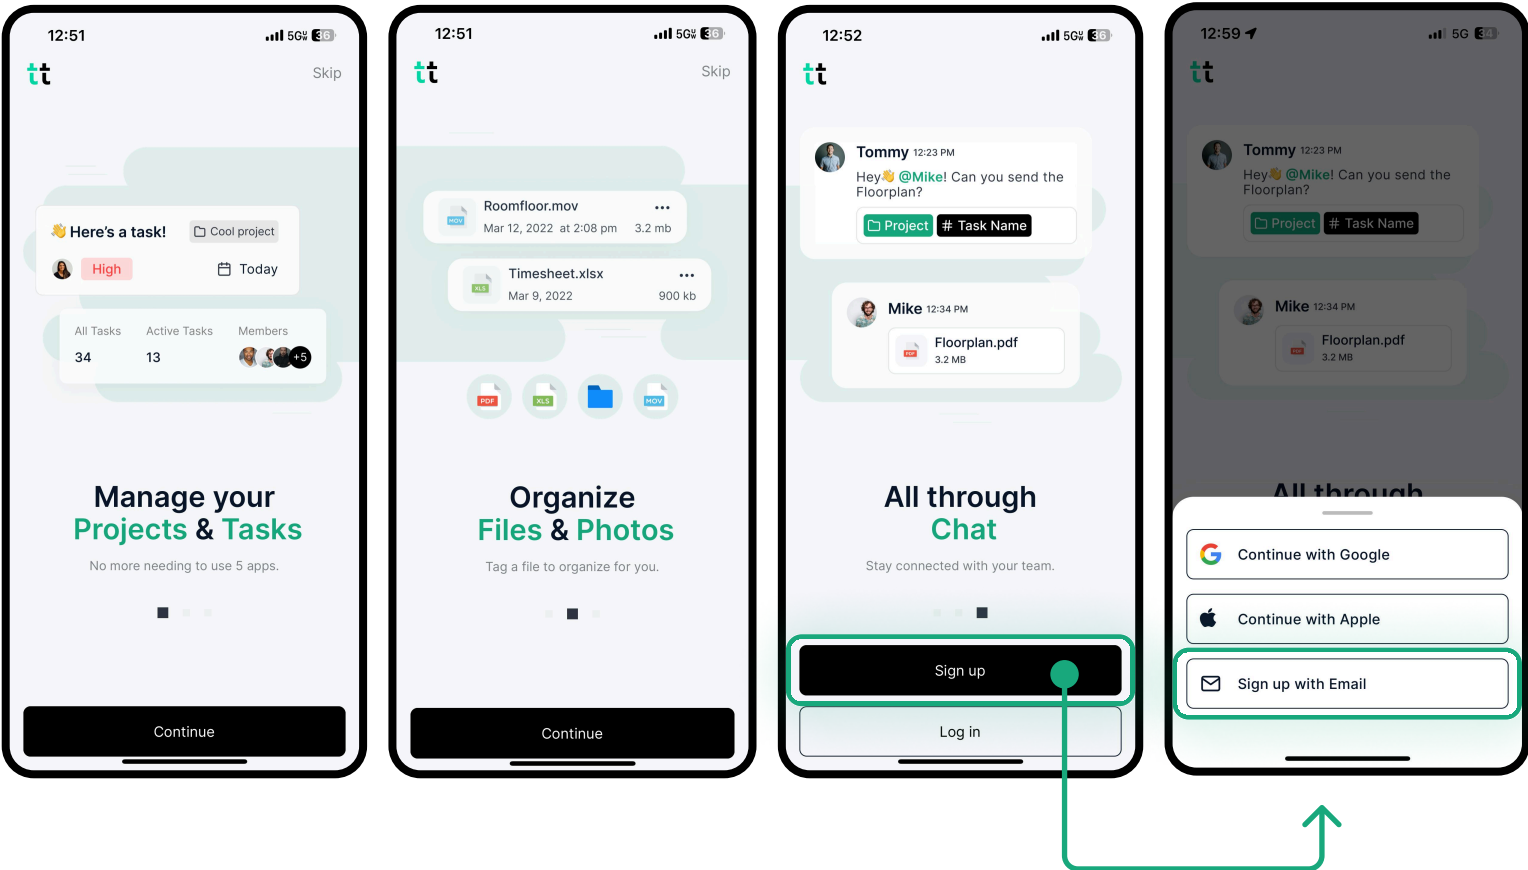 12:51
5GUW 36
tt
Skip
👋 Here's a task!
Cool project
High
Today
All Tasks
Active Tasks
Members
34
13
+5
Manage your
Projects & Tasks
No more needing to use 5 apps.
Continue
12:51
5GUW 36
tt
Skip
MOV
Roomfloor.mov
Mar 12, 2022 at 2:08 pm
3.2 mb
XLS
Timesheet.xlsx
Mar 9, 2022
900 kb
PDF
XLS
MOV
Organize
Files & Photos
Tag a file to organize for you.
Continue
12:52
5GUW 36
tt
Tommy 12:23 PM
Hey👋 @Mike! Can you send the
Floorplan?
Project # Task Name
Mike 12:34 PM
PDF
Floorplan.pdf
3.2 MB
All through
Chat
Stay connected with your team.
Sign up
Log in
12:59
5G 34
tt
Tommy 12:23 PM
Hey👋 @Mike! Can you send the
Floorplan?
Project # Task Name
Mike 12:34 PM
PDF
Floorplan.pdf
3.2 MB
All through
Continue with Google
Continue with Apple
Sign up with Email